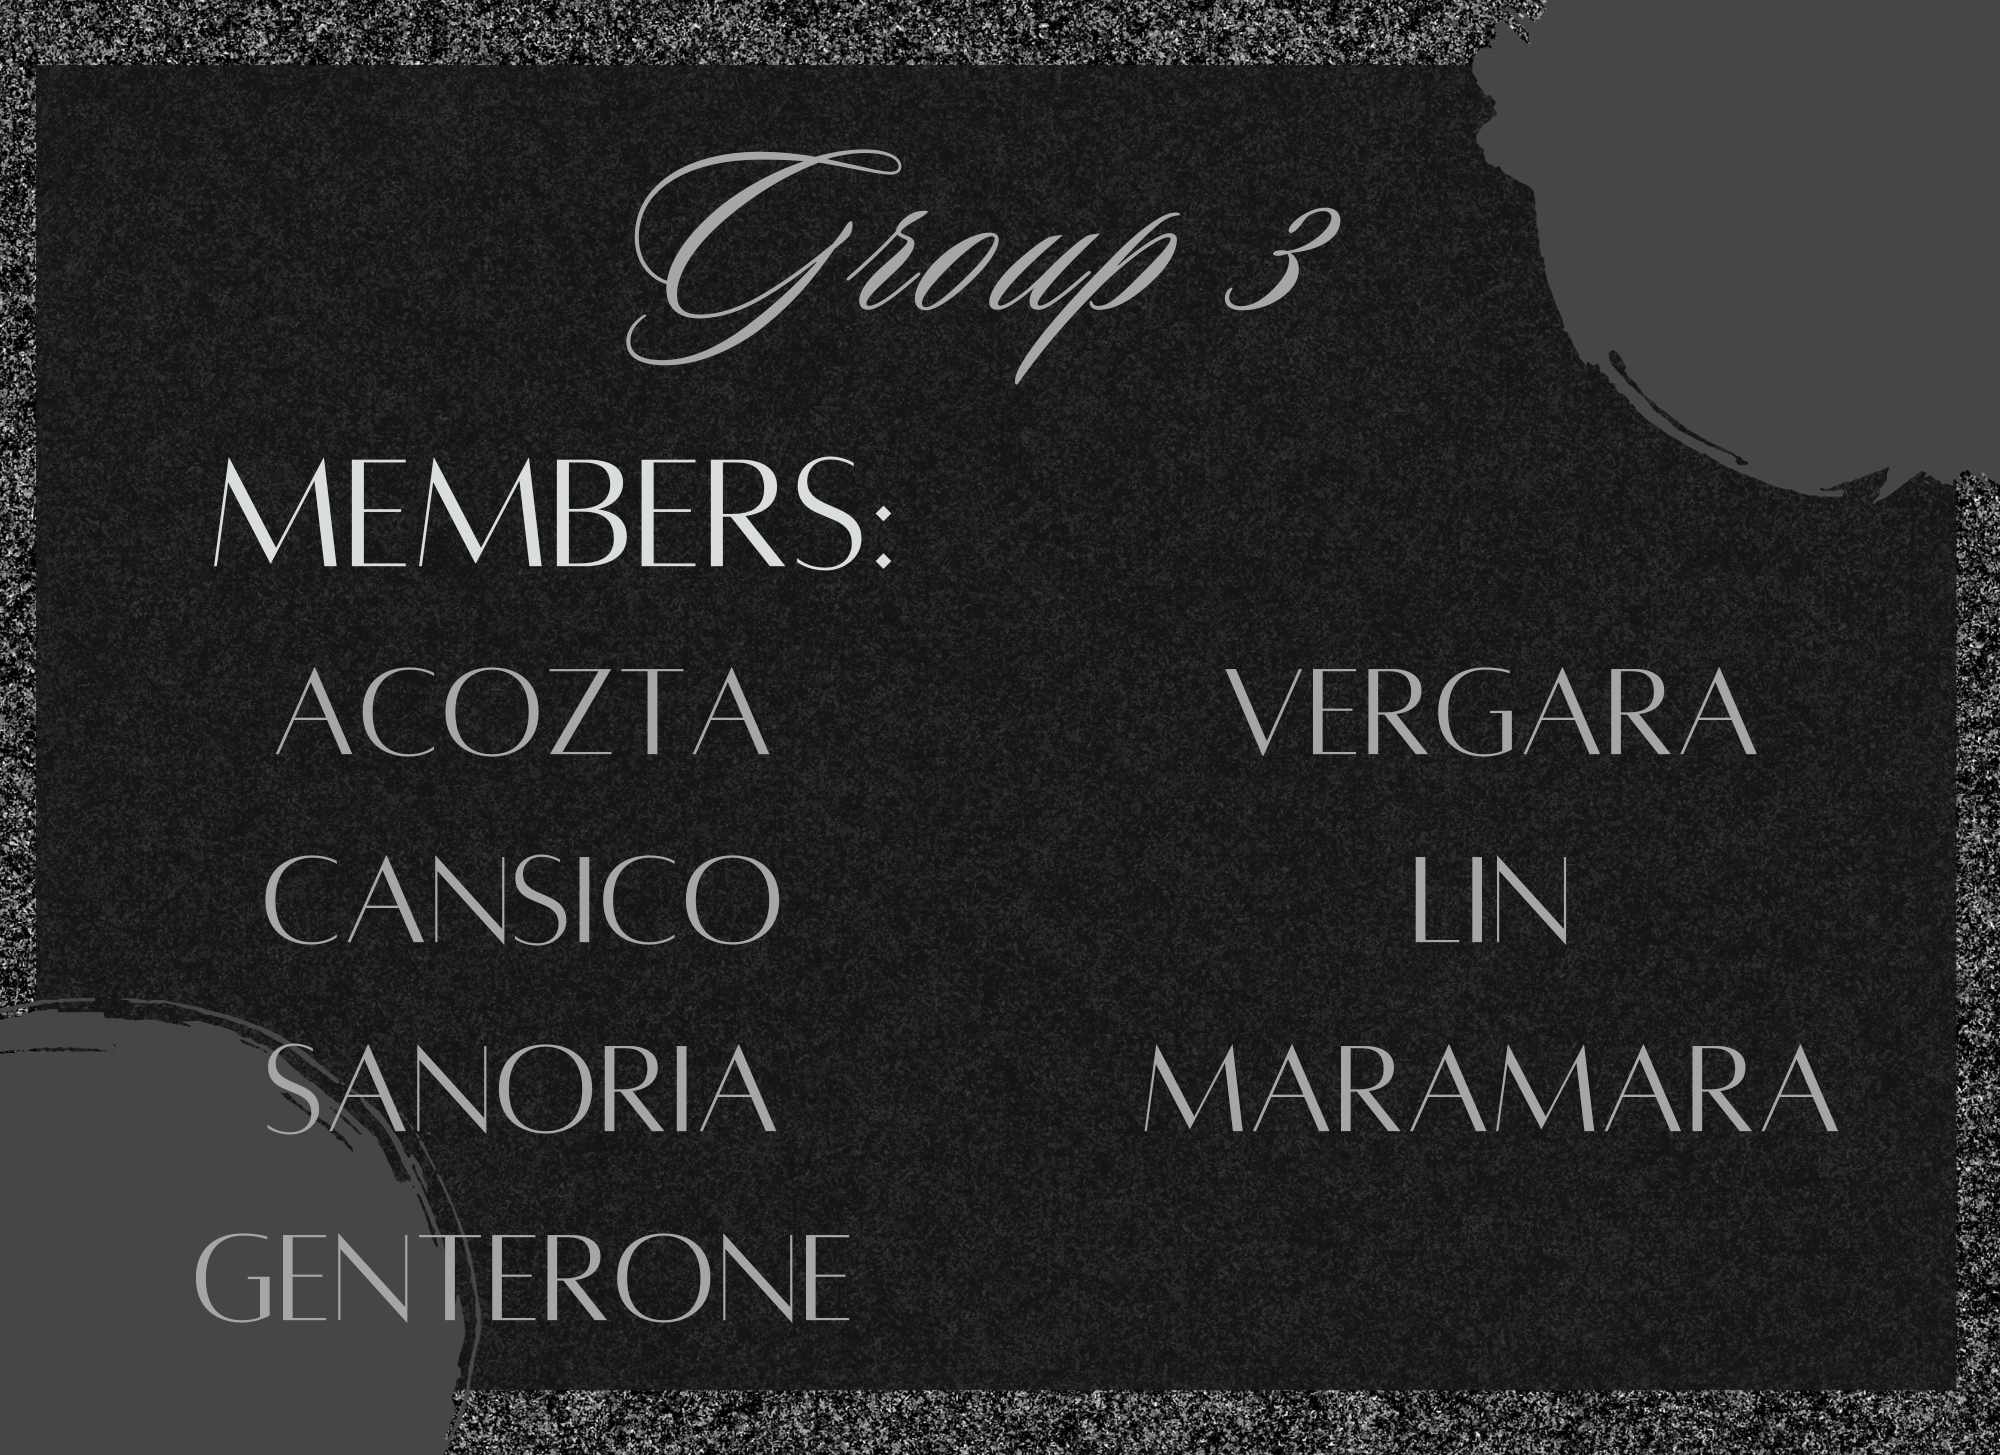 Group 3
MEMBERS:
ACOZTA
CANSICO
SANORIA
GENTERONE
VERGARA
LIN
MARAMARA